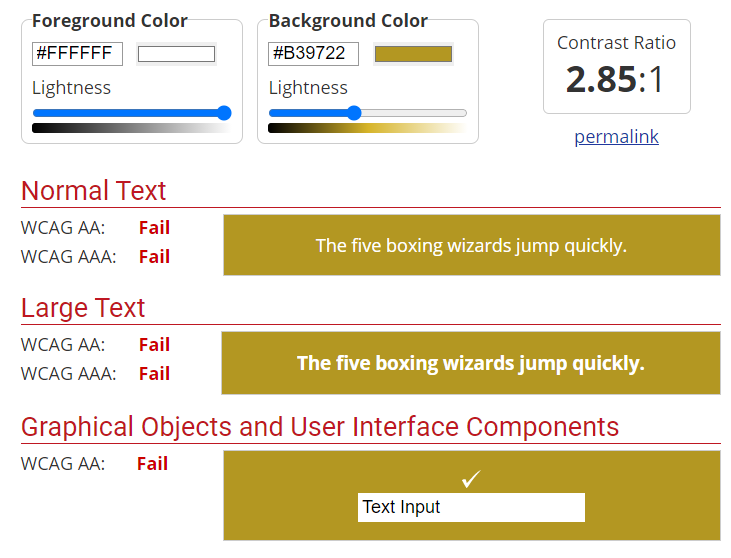 Foreground Color
Background Color
#FFFFFF
#B39722
Lightness
Lightness
Contrast Ratio
2.85:1
permalink
Normal Text
WCAG AA: Fail
WCAG AAA: Fail
The five boxing wizards jump quickly.
Large Text
WCAG AA: Fail
WCAG AAA: Fail
The five boxing wizards jump quickly.
Graphical Objects and User Interface Components
WCAG AA: Fail
✓
Text Input